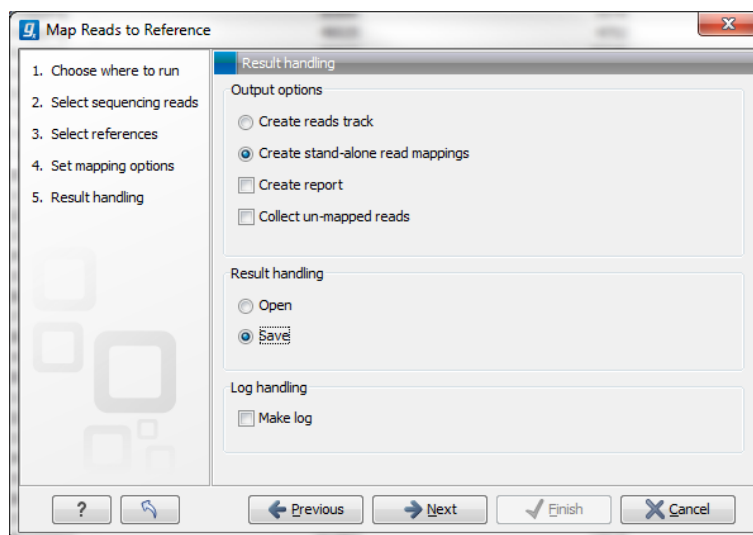 Map Reads to Reference
1. Choose where to run
2. Select sequencing reads
3. Select references
4. Set mapping options
5. Result handling
Result handling
Output options
Create reads track
Create stand-alone read mappings
Create report
Collect un-mapped reads
Result handling
Open
Save
Log handling
Make log
?
Previous
Next
Finish
Cancel